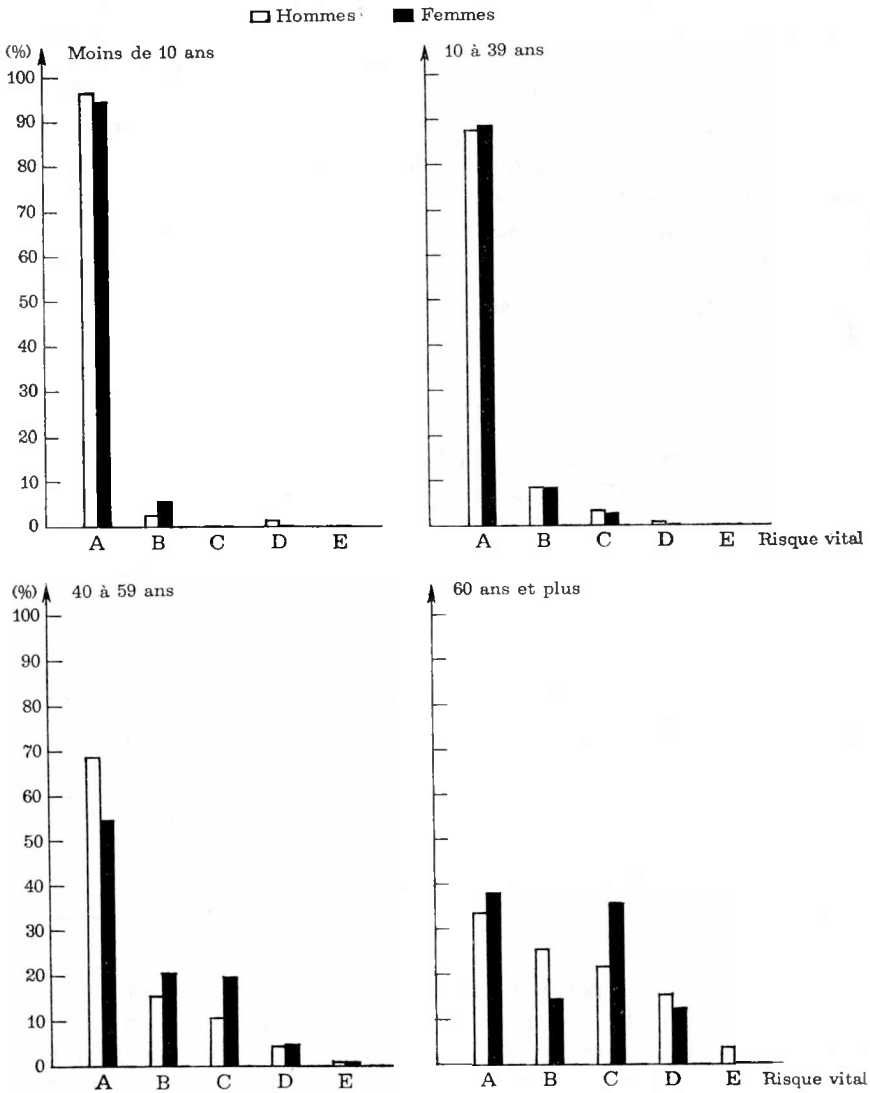 Hommes Femmes
(%) Moins de 10 ans
100
90
80
70
60
50
40
30
20
10
0
A B C D E
10 à 39 ans
A B C D E Risque vital
(%) 40 à 59 ans
100
90
80
70
60
50
40
30
20
10
0
A B C D E
60 ans et plus
A B C D E Risque vital